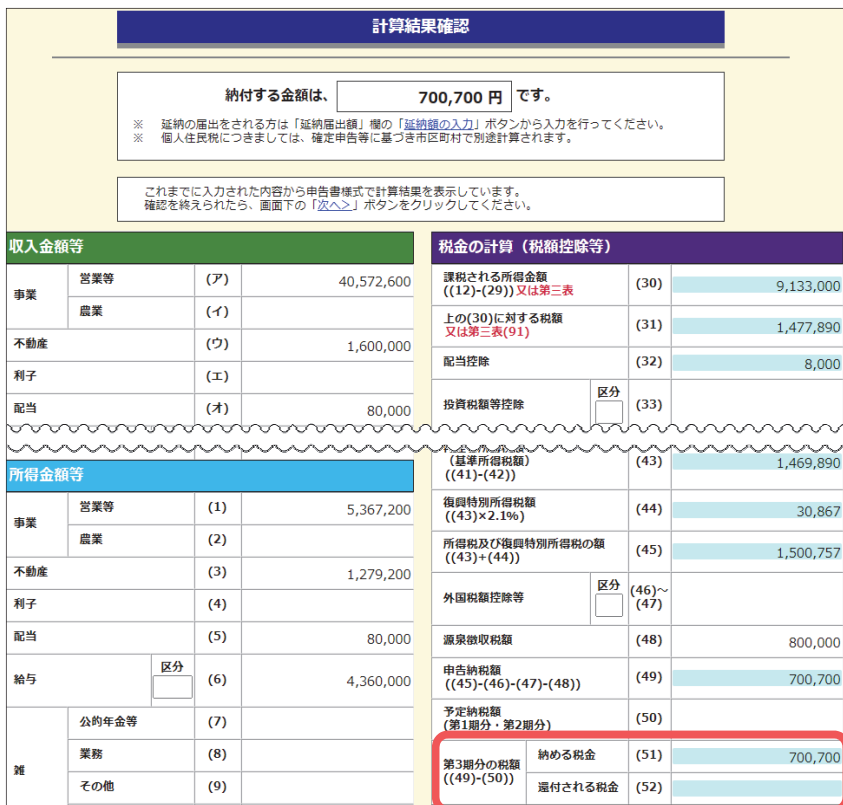 計算結果確認
納付する金額は、 700,700 円 です。
※ 延納の届出をされる方は「延納届出額」欄の「延納額の入力」ボタンから入力を行ってください。
※ 個人住民税につきましては、確定申告等に基づき市区町村で別途計算されます。
これまでに入力された内容から申告書様式で計算結果を表示しています。
確認を終えられたら、画面下の「次へ>」ボタンをクリックしてください。
収入金額等
事業 営業等 (ア) 40,572,600
農業 (イ)
不動産 (ウ) 1,600,000
利子 (エ)
配当 (オ) 80,000
所得金額等
事業 営業等 (1) 5,367,200
農業 (2)
不動産 (3) 1,279,200
利子 (4)
配当 (5) 80,000
給与 区分 (6) 4,360,000
雑 公的年金等 (7)
業務 (8)
その他 (9)
税金の計算（税額控除等）
課税される所得金額
((12)-(29)) 又は第三表 (30) 9,133,000
上の(30)に対する税額
又は第三表(91) (31) 1,477,890
配当控除 (32) 8,000
投資税額等控除 区分 (33)
（基準所得税額）
((41)-(42)) (43) 1,469,890
復興特別所得税額
((43)×2.1%) (44) 30,867
所得税及び復興特別所得税の額
((43)+(44)) (45) 1,500,757
外国税額控除等 区分 (46)～
(47)
源泉徴収税額 (48) 800,000
申告納税額
((45)-(46)-(47)-(48)) (49) 700,700
予定納税額
(第1期分・第2期分) (50)
第3期分の税額
((49)-(50)) 納める税金 (51) 700,700
還付される税金 (52)